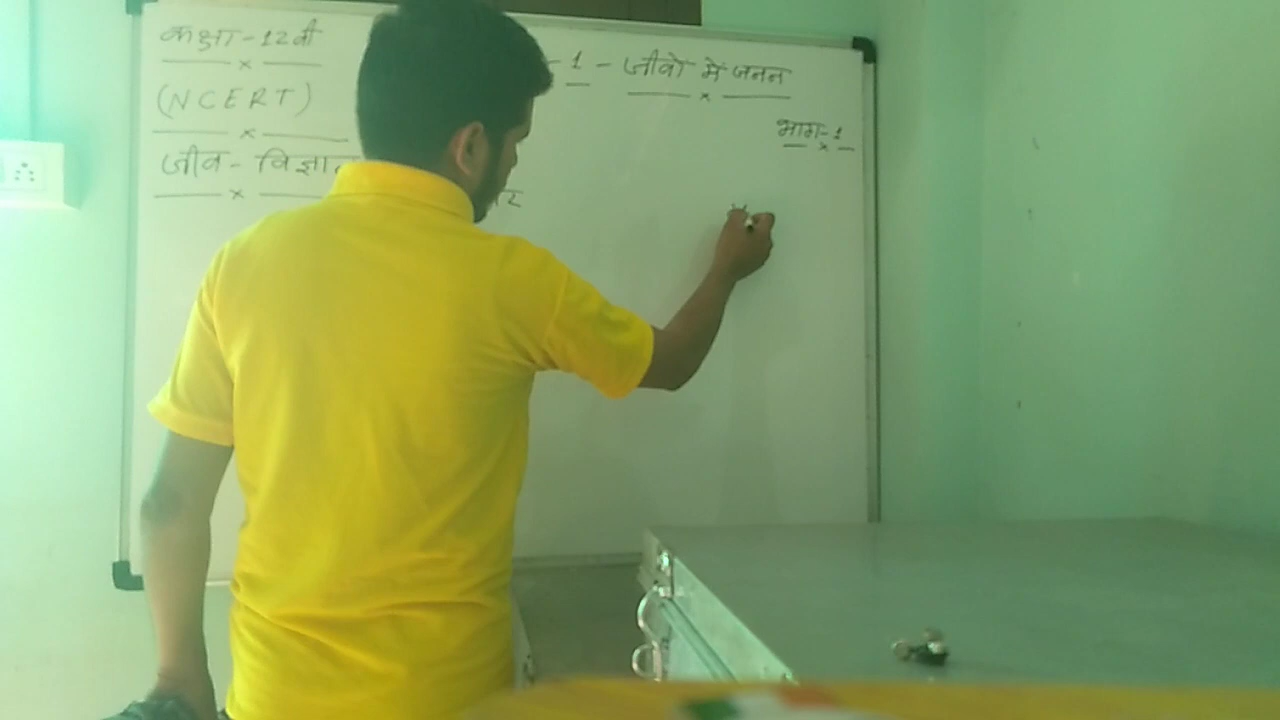 कक्षा-12वी
(NCERT)
जीव-विज्ञान
- 1 - जीवो में जनन
भाग-1